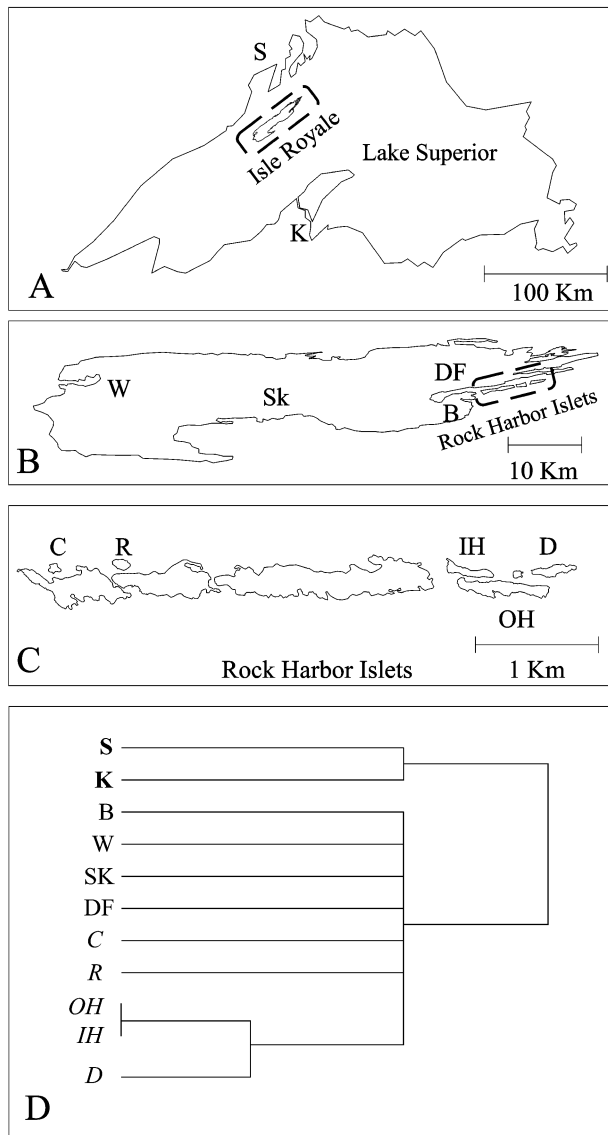 S
Isle Royale
Lake Superior
K
A
100 Km
W
Sk
DF
B
Rock Harbor Islets
B
10 Km
C
R
IH
D
OH
C
Rock Harbor Islets
1 Km
S
K
B
W
SK
DF
C
R
OH
IH
D
D